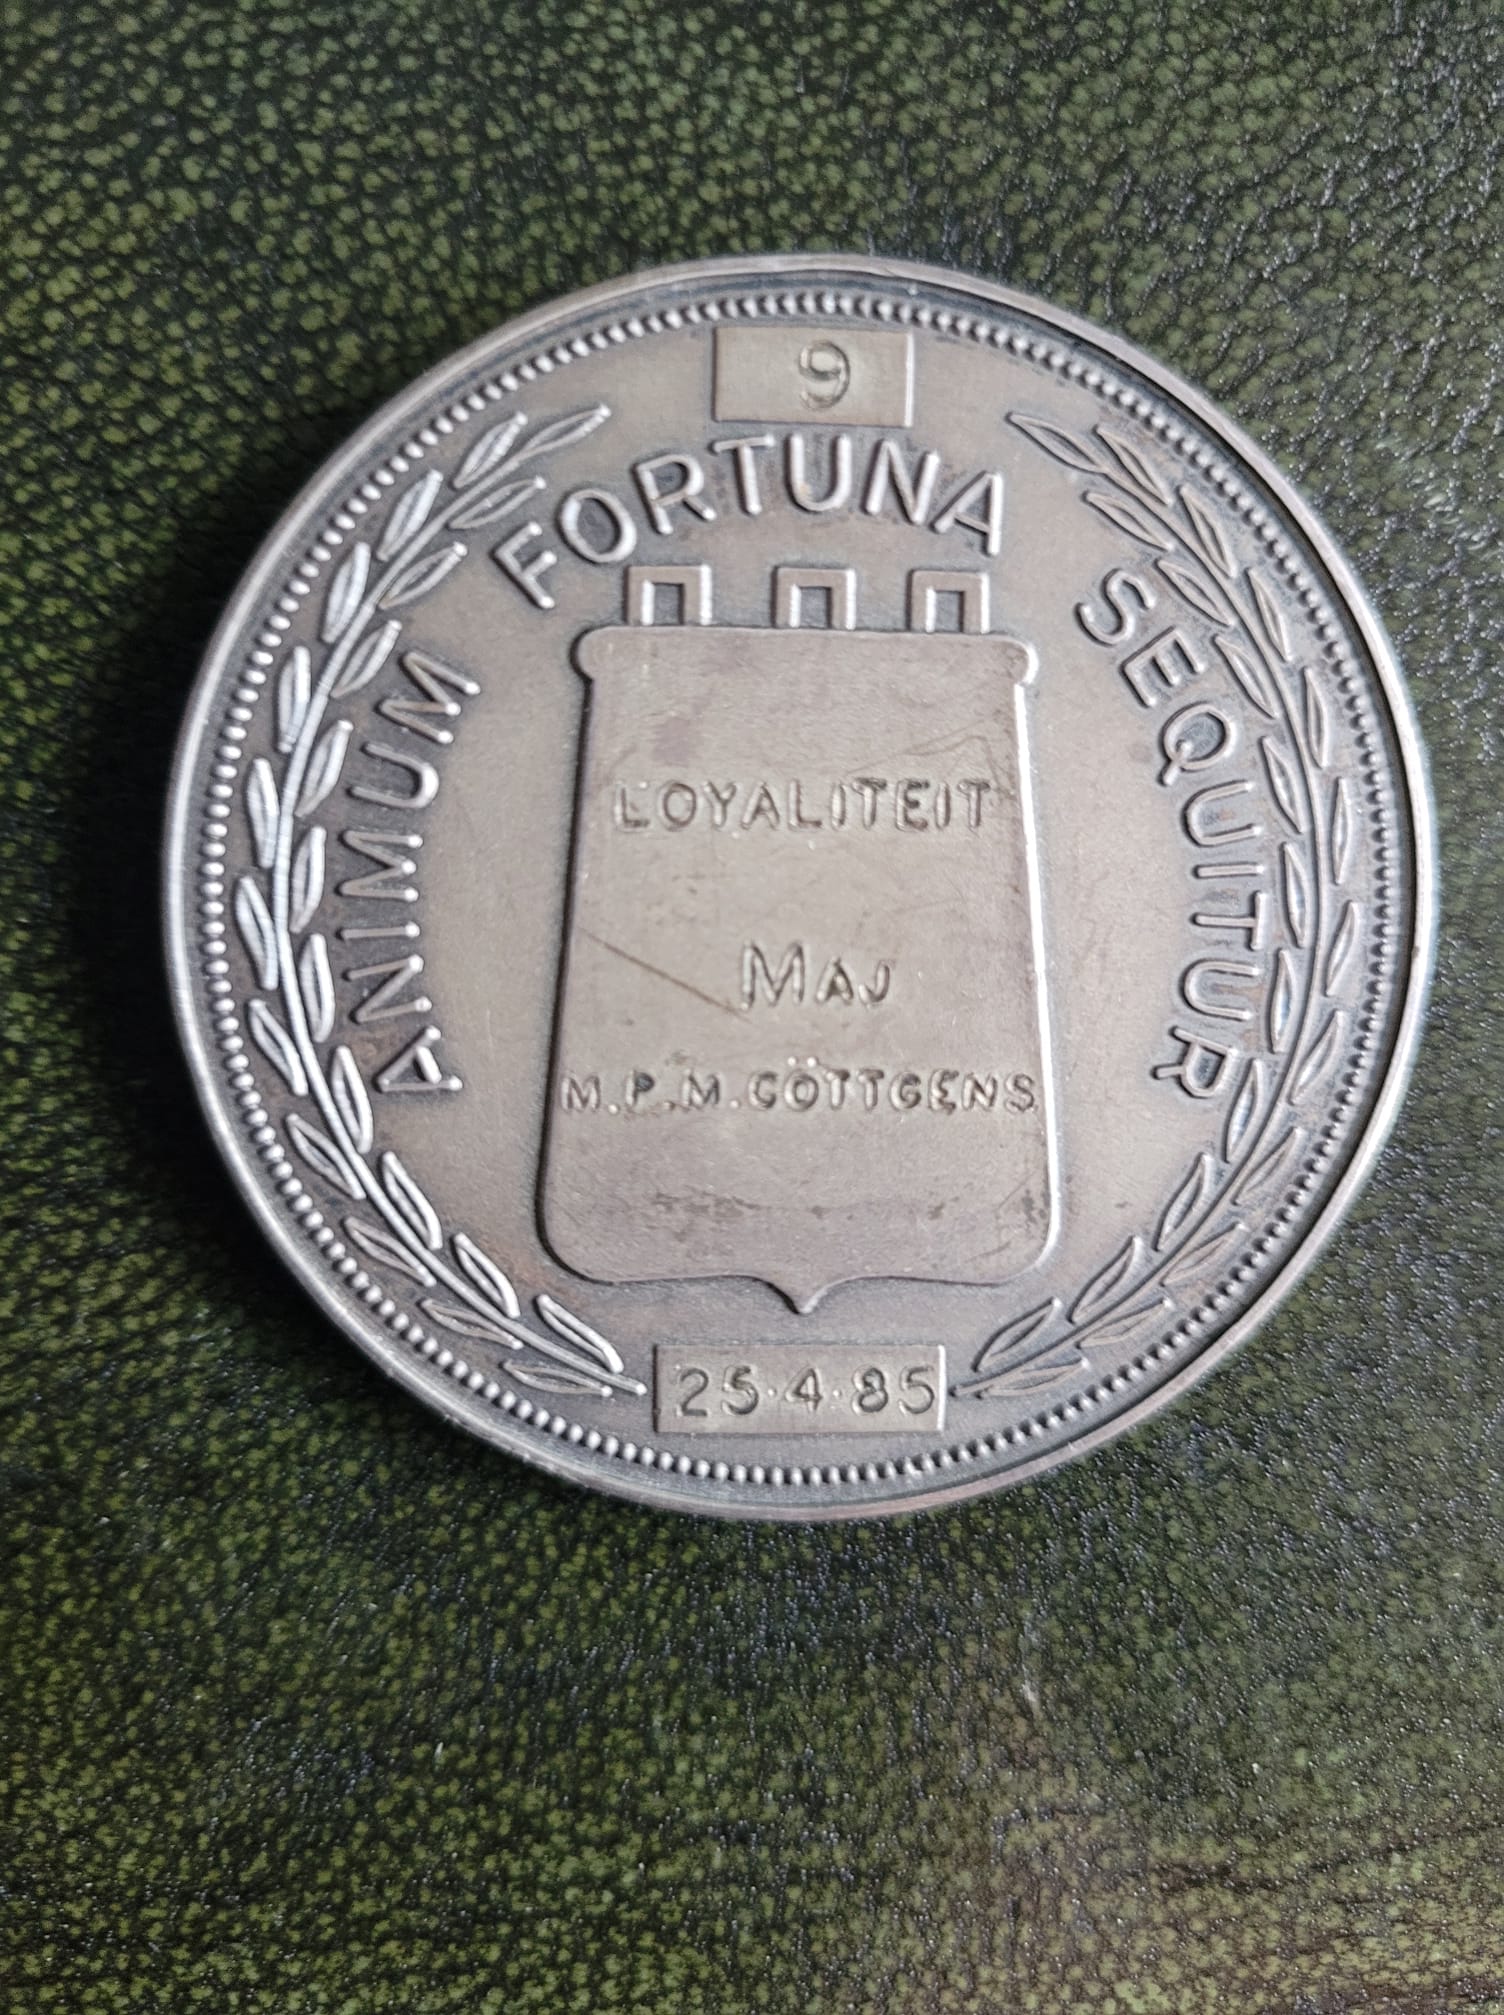 9
ANIMUM FORTUNA SEQUITUR
LOYALITEIT
MAJ
M.P.M.GÖTTGENS
25·4·85